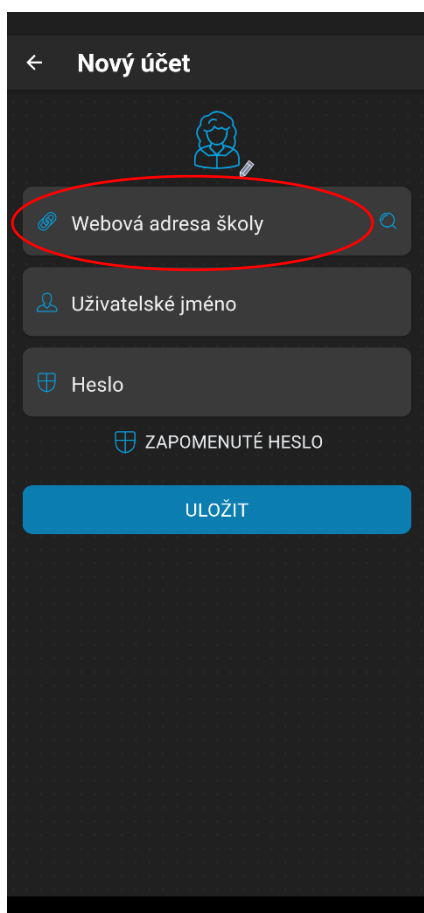 Nový účet
Webová adresa školy
Uživatelské jméno
Heslo
ZAPOMENUTÉ HESLO
ULOŽIT